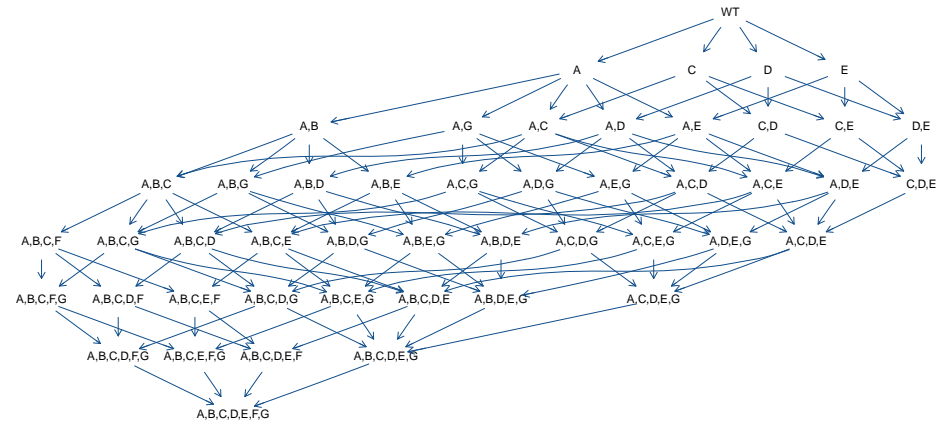 WT
A C D E
A,B A,G A,C A,D A,E C,D C,E D,E
A,B,C A,B,G A,B,D A,B,E A,C,G A,D,G A,E,G A,C,D A,C,E A,D,E C,D,E
A,B,C,F A,B,C,G A,B,C,D A,B,C,E A,B,D,G A,B,E,G A,B,D,E A,C,D,G A,C,E,G A,D,E,G A,C,D,E
A,B,C,F,G A,B,C,D,F A,B,C,E,F A,B,C,D,G A,B,C,E,G A,B,C,D,E A,B,D,E,G A,C,D,E,G
A,B,C,D,F,G A,B,C,E,F,G A,B,C,D,E,F A,B,C,D,E,G
A,B,C,D,E,F,G